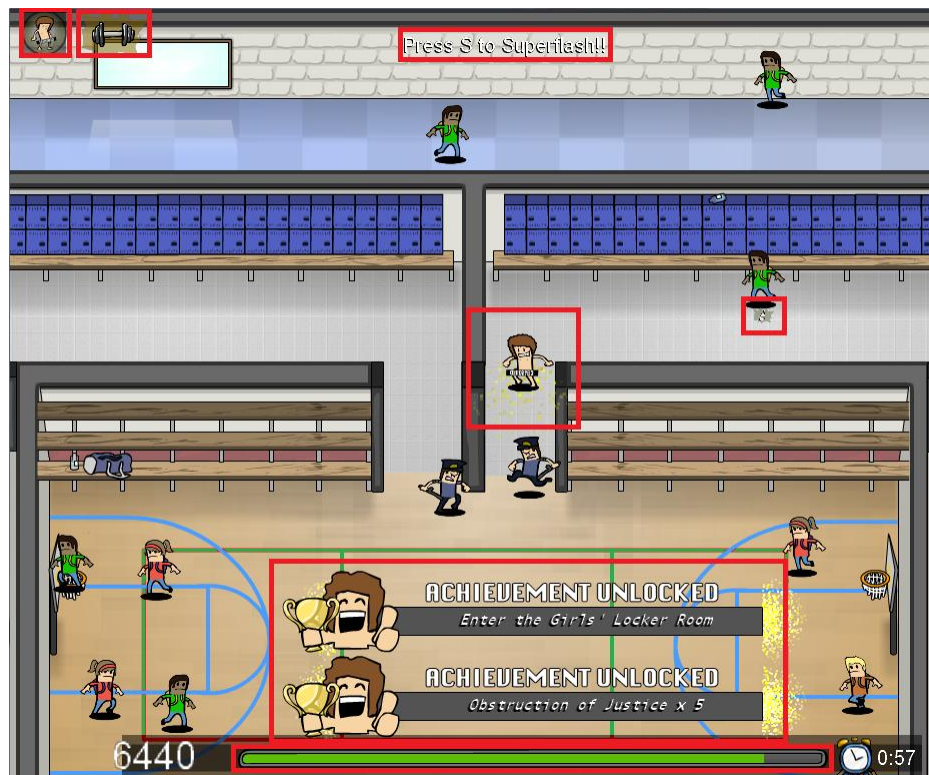 Press S to Superflash!!
S
ACHIEVEMENT UNLOCKED
Enter the Girls' Locker Room
ACHIEVEMENT UNLOCKED
Obstruction of Justice x 5
6440
0:57